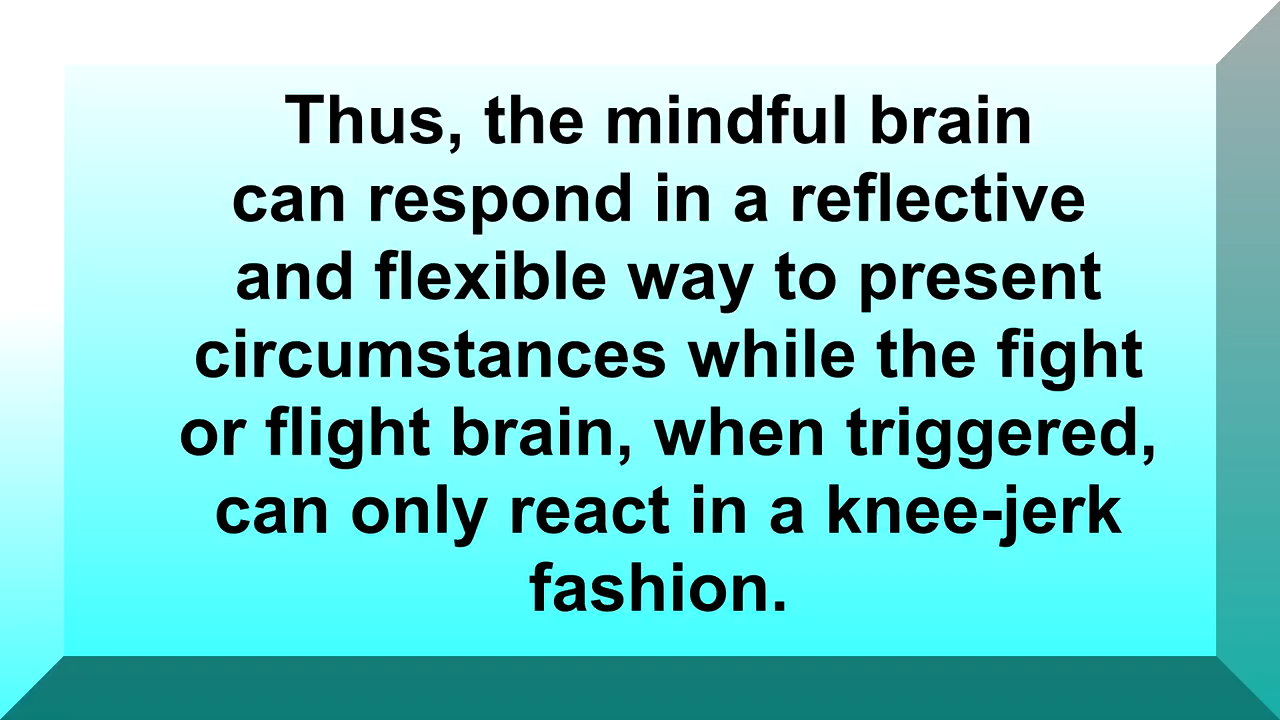 Thus, the mindful brain
can respond in a reflective
and flexible way to present
circumstances while the fight
or flight brain, when triggered,
can only react in a knee-jerk
fashion.